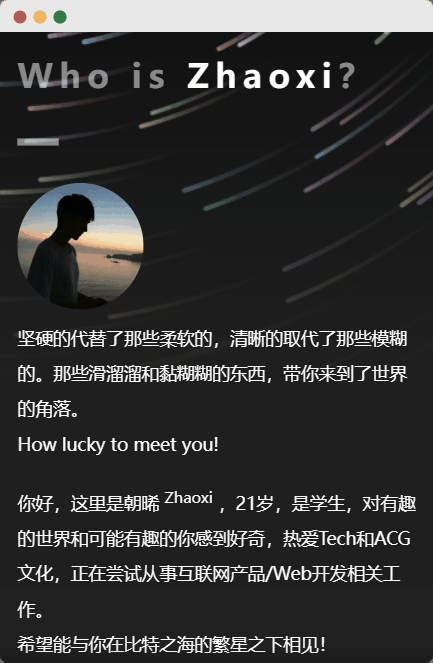 Who is Zhaoxi?
坚硬的代替了那些柔软的，清晰的取代了那些模糊
的。那些滑溜溜和黏糊糊的东西，带你来到了世界
的角落。
How lucky to meet you!
你好，这里是朝晞 Zhaoxi ，21岁，是学生，对有趣
的世界和可能有趣的你感到好奇，热爱Tech和ACG
文化，正在尝试从事互联网产品/Web开发相关工
作。
希望能与你在比特之海的繁星之下相见！